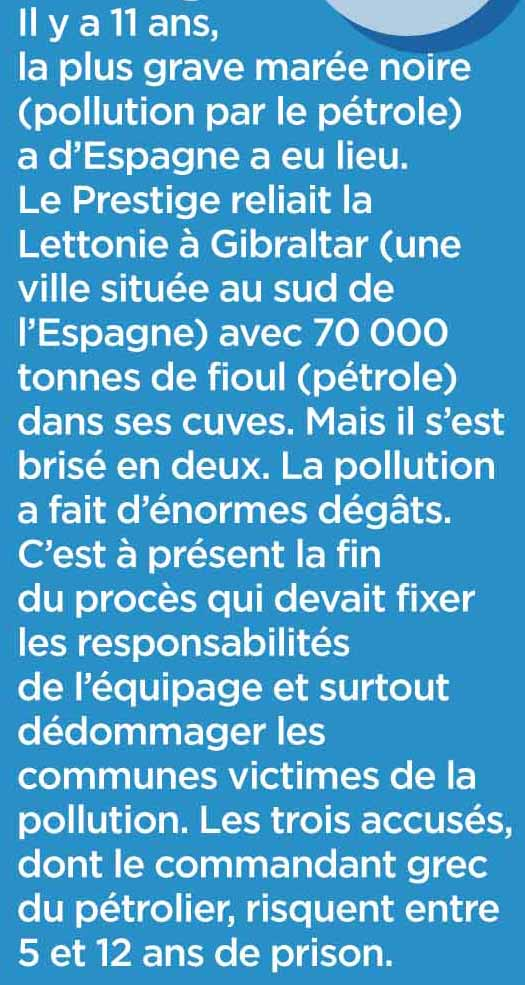 Il y a 11 ans,
la plus grave marée noire
(pollution par le pétrole)
a d’Espagne a eu lieu.
Le Prestige reliait la
Lettonie à Gibraltar (une
ville située au sud de
l’Espagne) avec 70 000
tonnes de fioul (pétrole)
dans ses cuves. Mais il s’est
brisé en deux. La pollution
a fait d’énormes dégâts.
C’est à présent la fin
du procès qui devait fixer
les responsabilités
de l’équipage et surtout
dédommager les
communes victimes de la
pollution. Les trois accusés,
dont le commandant grec
du pétrolier, risquent entre
5 et 12 ans de prison.